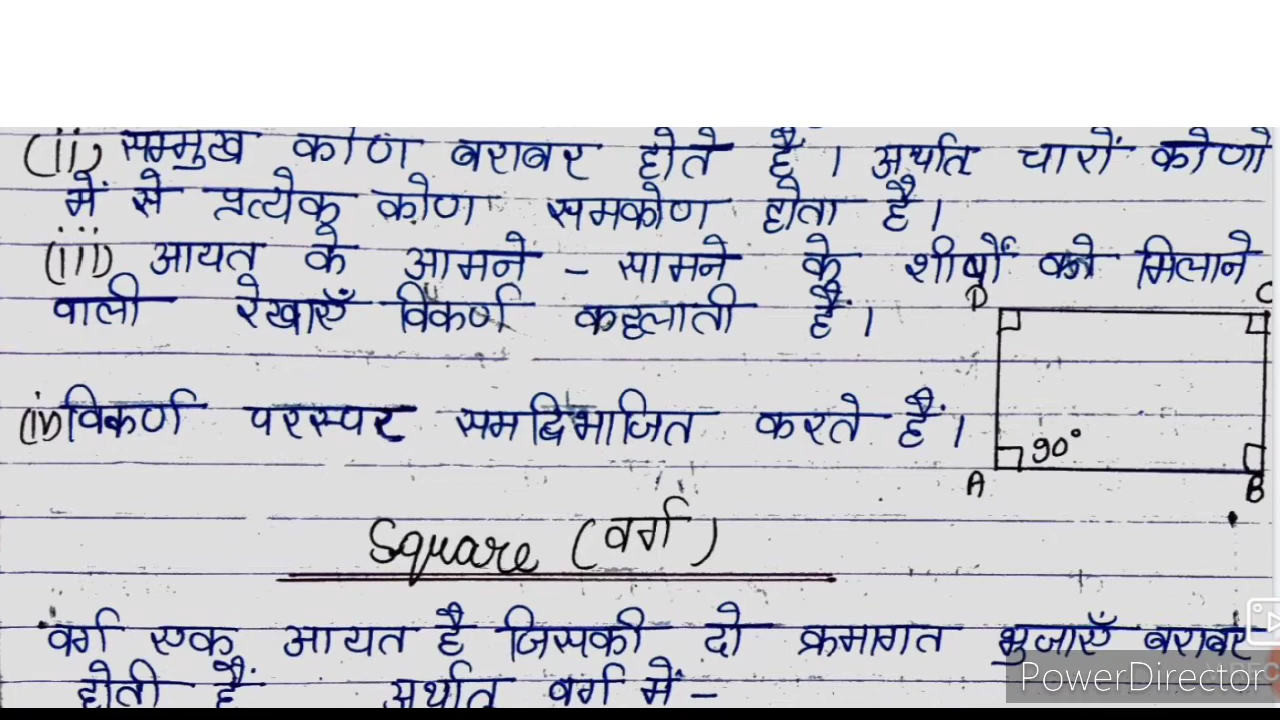 (ii) सम्मुख कोण बराबर होते हैं। अर्थात चारों कोणो
में से प्रत्येक कोण समकोण होता है।
(iii) आयत के आमने - सामने के शीर्षों को मिलाने
वाली रेखाएँ विकर्ण कहलाती हैं।
D C
(iv) विकर्ण परस्पर समद्विभाजित करते हैं।
90°
A B
Square (वर्ग)
वर्ग एक आयत है जिसकी दो क्रमागत भुजाएँ बराबर
होती हैं अर्थात वर्ग में -
PowerDirector